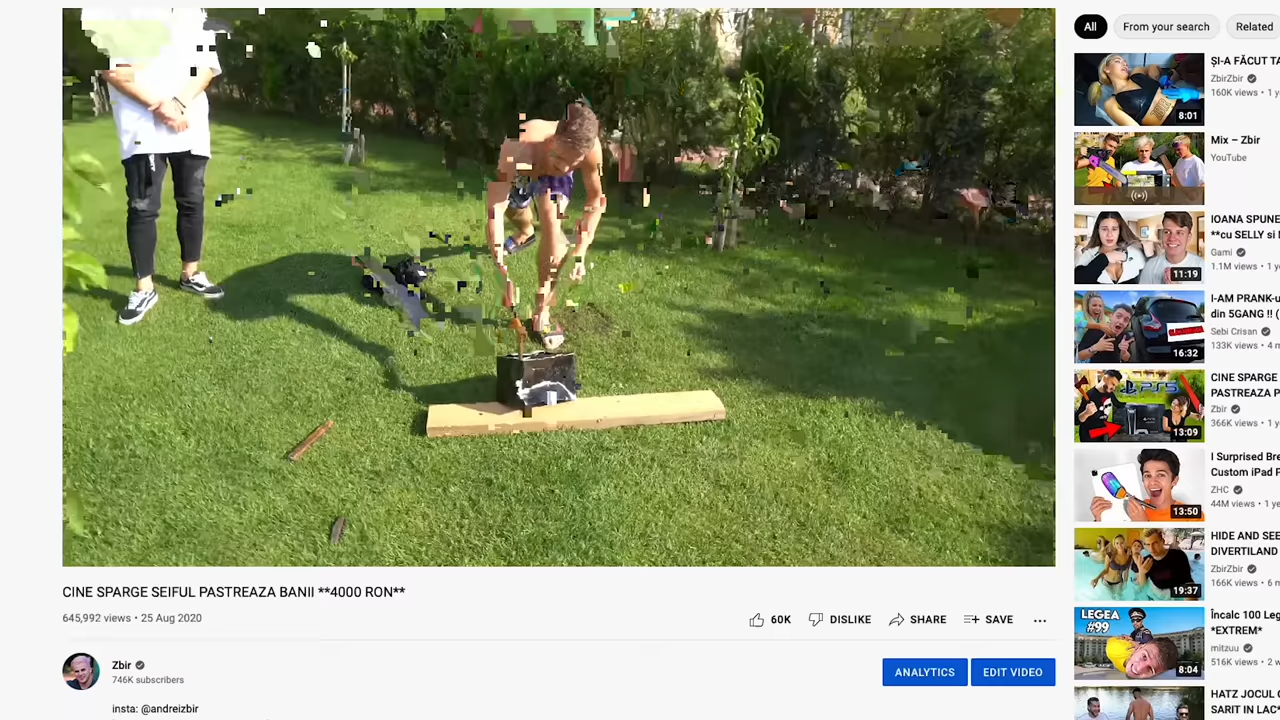 CINE SPARGE SEIFUL PASTREAZA BANII **4000 RON**
645,992 views • 25 Aug 2020
60K DISLIKE SHARE SAVE
Zbir
746K subscribers
ANALYTICS EDIT VIDEO
insta: @andreizbir
All From your search Related
ȘI-A FĂCUT TA
ZbirZbir
160K views • 1 y
8:01
Mix – Zbir
YouTube
IOANA SPUNE
**cu SELLY si
Gami
1.1M views • 1 ye
11:19
I-AM PRANK-u
din 5GANG !! (
Sebi Crisan
133K views • 4 m
16:32
CINE SPARGE
PASTREAZA P
Zbir
366K views • 1 y
PS5
13:09
I Surprised Bre
Custom iPad P
ZHC
44M views • 1 ye
13:50
HIDE AND SEE
DIVERTILAND
ZbirZbir
166K views • 6 m
19:37
Încalc 100 Leg
*EXTREM*
mitzuu
516K views • 2 w
LEGEA
#99
8:04
HATZ JOCUL
SARIT IN LAC*